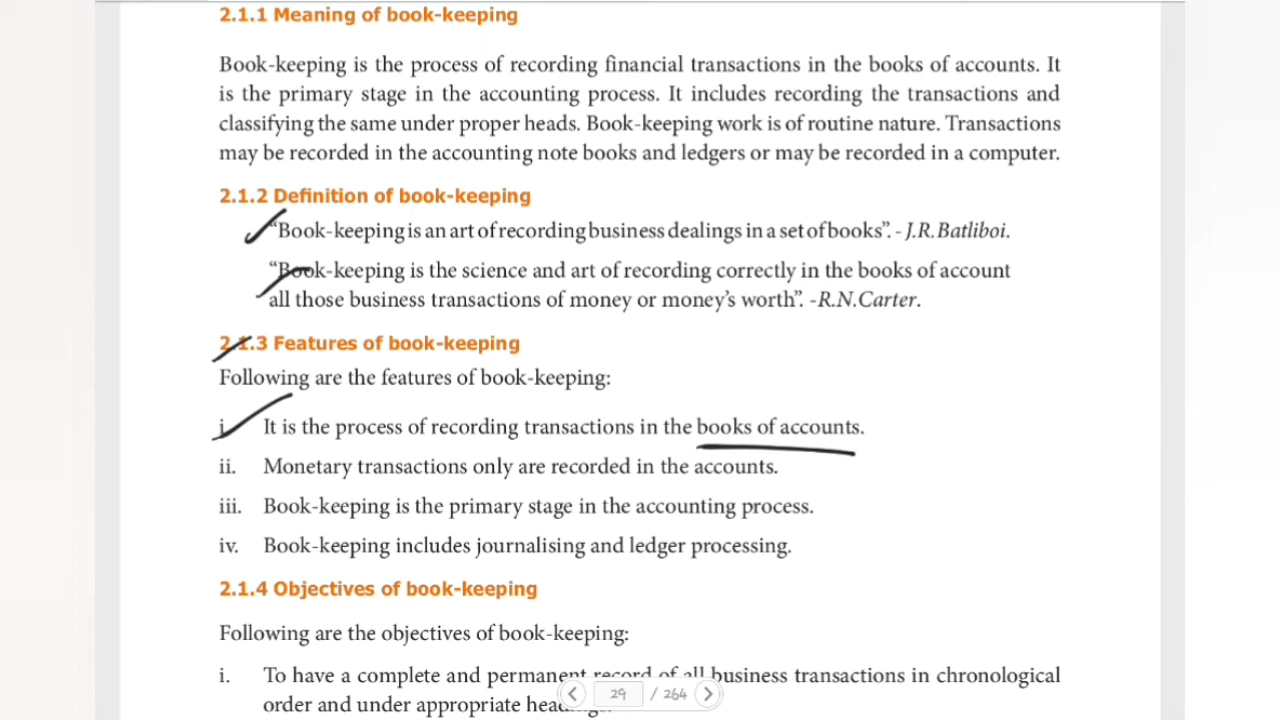 2.1.1 Meaning of book-keeping
Book-keeping is the process of recording financial transactions in the books of accounts. It
is the primary stage in the accounting process. It includes recording the transactions and
classifying the same under proper heads. Book-keeping work is of routine nature. Transactions
may be recorded in the accounting note books and ledgers or may be recorded in a computer.
2.1.2 Definition of book-keeping
“Book-keeping is an art of recording business dealings in a set of books”. - J.R.Batliboi.
“Book-keeping is the science and art of recording correctly in the books of account
all those business transactions of money or money’s worth”. -R.N.Carter.
2.1.3 Features of book-keeping
Following are the features of book-keeping:
i. It is the process of recording transactions in the books of accounts.
ii. Monetary transactions only are recorded in the accounts.
iii. Book-keeping is the primary stage in the accounting process.
iv. Book-keeping includes journalising and ledger processing.
2.1.4 Objectives of book-keeping
Following are the objectives of book-keeping:
i. To have a complete and permanent record of all business transactions in chronological
order and under appropriate headings.
29 / 264